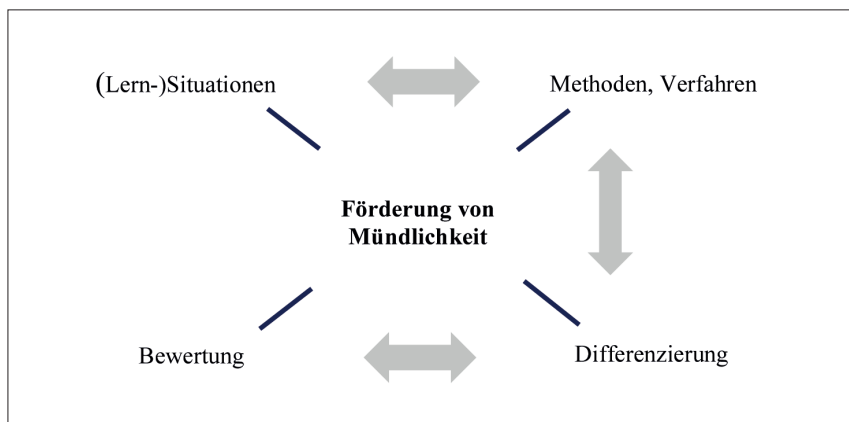 (Lern-)Situationen
Methoden, Verfahren
Förderung von
Mündlichkeit
Bewertung
Differenzierung